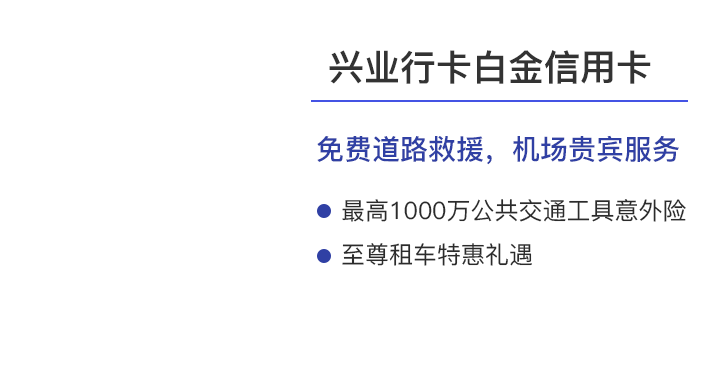 兴业行卡白金信用卡
免费道路救援，机场贵宾服务
最高1000万公共交通工具意外险
至尊租车特惠礼遇